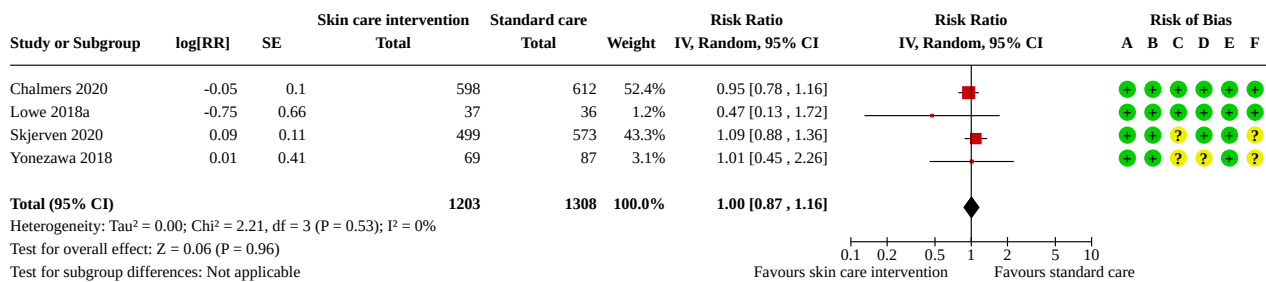 Skin care intervention Standard care Risk Ratio Risk Ratio Risk of Bias
Study or Subgroup log[RR] SE Total Total Weight IV, Random, 95% CI IV, Random, 95% CI A B C D E F
Chalmers 2020 -0.05 0.1 598 612 52.4% 0.95 [0.78 , 1.16] + + + + + +
Lowe 2018a -0.75 0.66 37 36 1.2% 0.47 [0.13 , 1.72] + + + + + +
Skjerven 2020 0.09 0.11 499 573 43.3% 1.09 [0.88 , 1.36] + + ? + + ?
Yonezawa 2018 0.01 0.41 69 87 3.1% 1.01 [0.45 , 2.26] + + ? ? + ?
Total (95% CI) 1203 1308 100.0% 1.00 [0.87 , 1.16]
Heterogeneity: Tau² = 0.00; Chi² = 2.21, df = 3 (P = 0.53); I² = 0%
Test for overall effect: Z = 0.06 (P = 0.96)
Test for subgroup differences: Not applicable
0.1 0.2 0.5 1 2 5 10
Favours skin care intervention Favours standard care